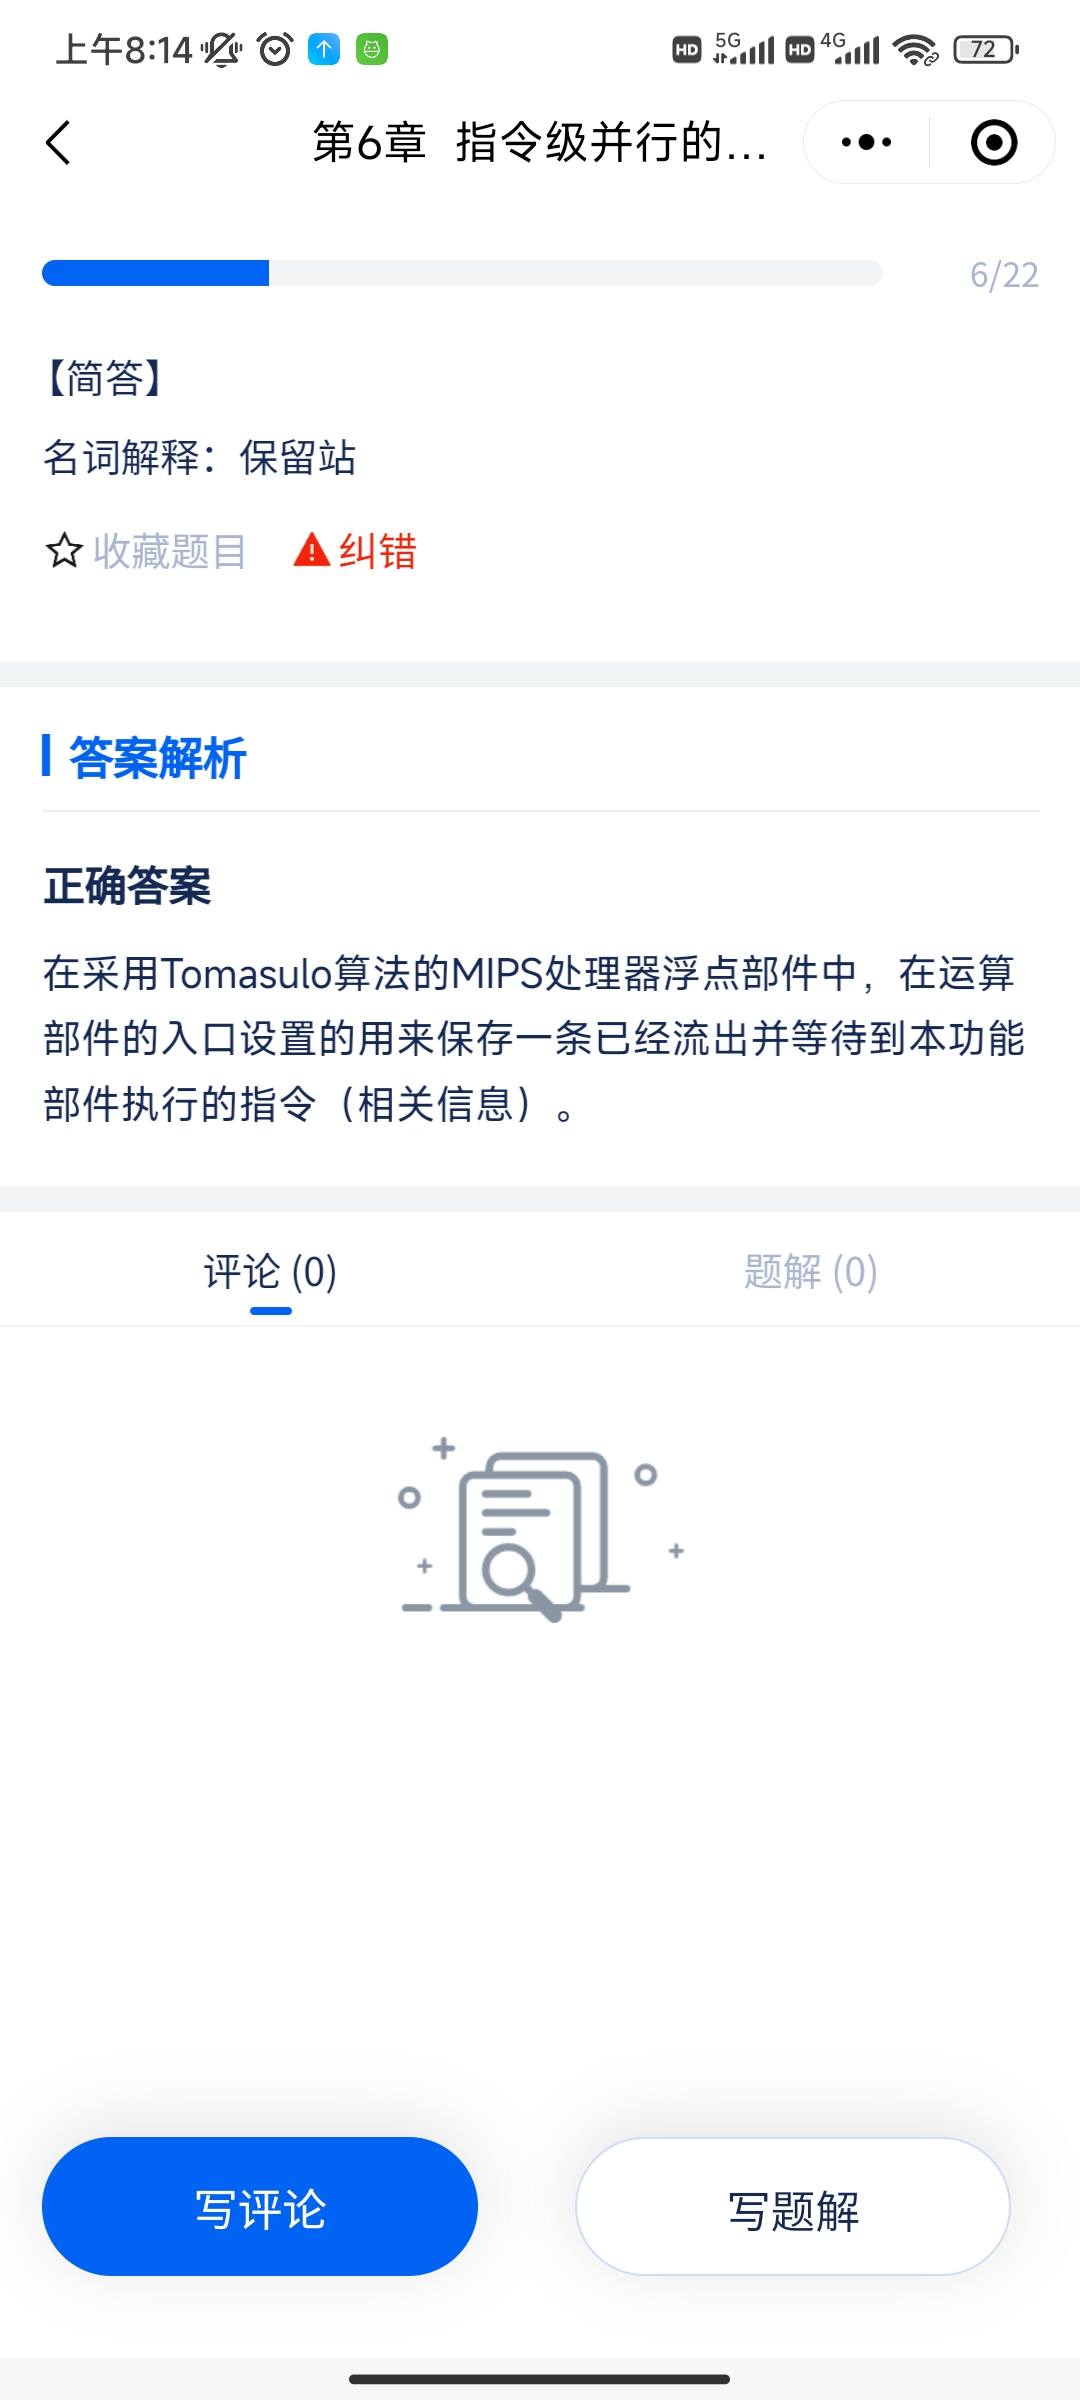 上午8:14
HD 5G HD 4G 72
第6章 指令级并行的...
6/22
【简答】
名词解释：保留站
收藏题目 纠错
答案解析
正确答案
在采用Tomasulo算法的MIPS处理器浮点部件中，在运算
部件的入口设置的用来保存一条已经流出并等待到本功能
部件执行的指令（相关信息）。
评论 (0) 题解 (0)
写评论 写题解